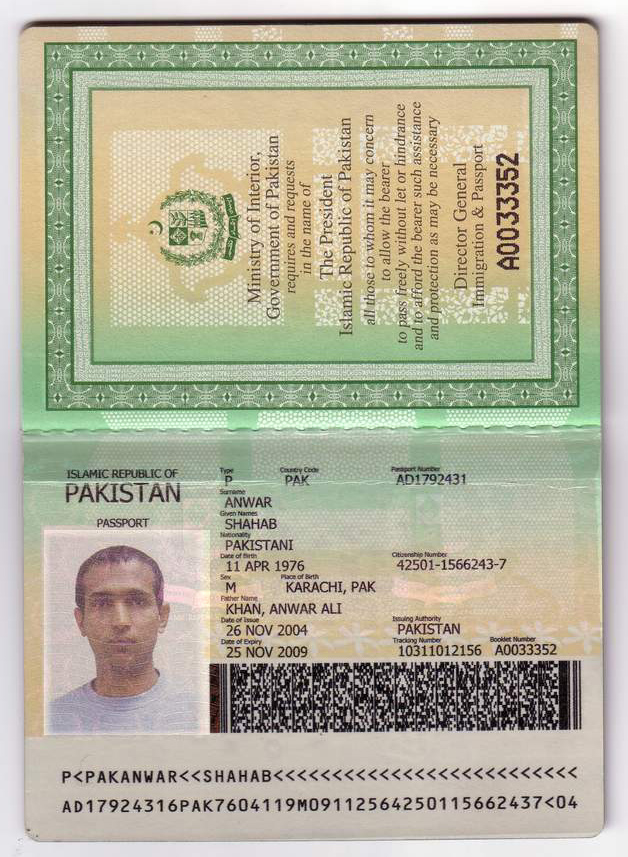 Ministry of Interior,
Government of Pakistan
requires and requests
in the name of
The President
Islamic Republic of Pakistan
all those to whom it may concern
to allow the bearer
to pass freely without let or hindrance
and to afford the bearer such assistance
and protection as may be necessary
Director General
Immigration & Passport
A0033352
ISLAMIC REPUBLIC OF
PAKISTAN
PASSPORT
Type Country Code Passport Number
P PAK AD1792431
Surname
ANWAR
Given Names
SHAHAB
Nationality
PAKISTANI
Date of Birth Citizenship Number
11 APR 1976 42501-1566243-7
Sex Place of Birth
M KARACHI, PAK
Father Name
KHAN, ANWAR ALI
Date of Issue Issuing Authority
26 NOV 2004 PAKISTAN
Date of Expiry Tracking Number Booklet Number
25 NOV 2009 10311012156 A0033352
P<PAKANWAR<<SHAHAB<<<<<<<<<<<<<<<<<<<<<<<<<<
AD17924316PAK7604119M09112564250115662437<04